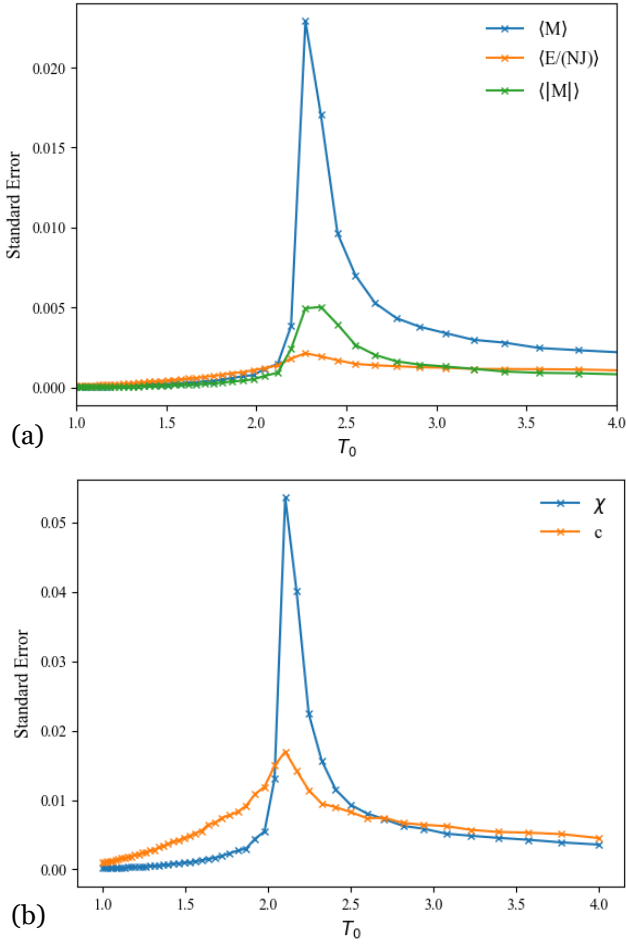 ⟨M⟩
⟨E/(NJ)⟩
⟨|M|⟩
0.020
0.015
0.010
0.005
0.000
Standard Error
1.0 1.5 2.0 2.5 3.0 3.5 4.0
T₀
(a)
χ
c
0.05
0.04
0.03
0.02
0.01
0.00
Standard Error
1.0 1.5 2.0 2.5 3.0 3.5 4.0
T₀
(b)